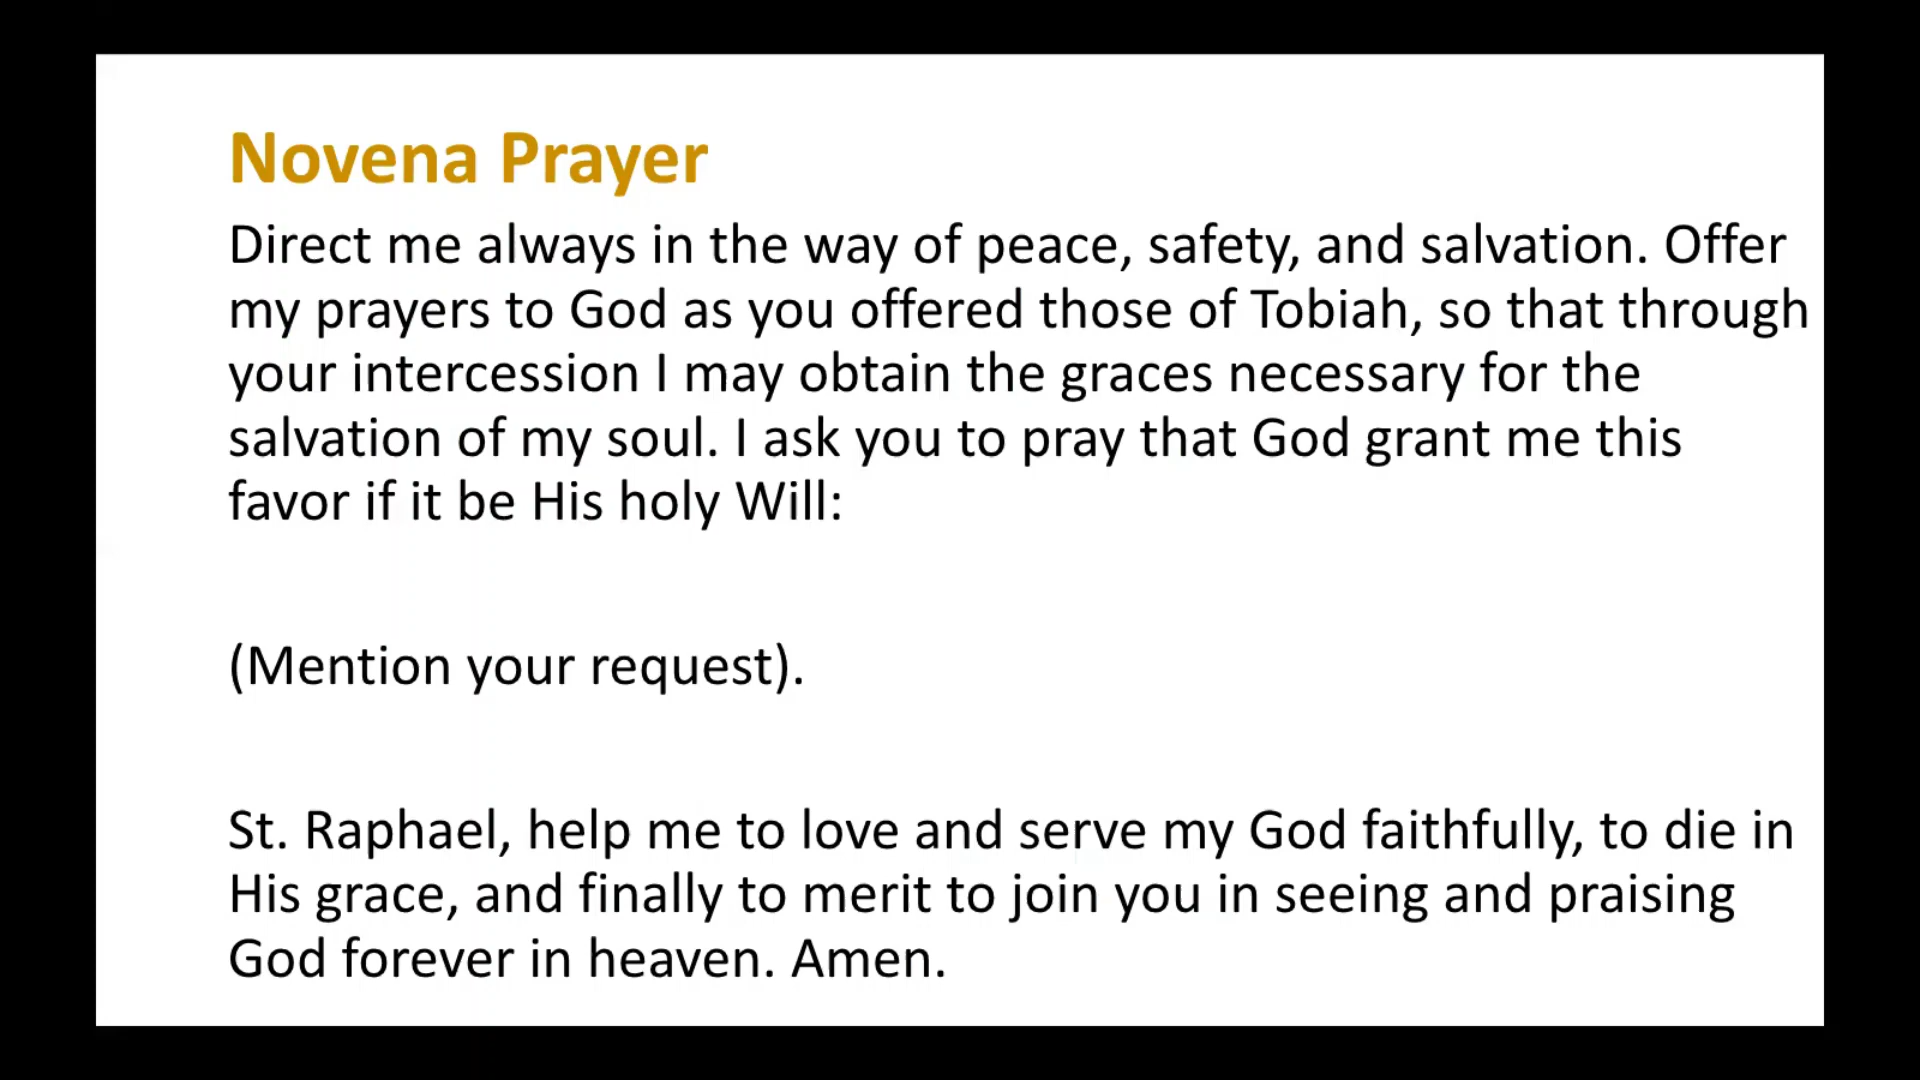 Novena Prayer
Direct me always in the way of peace, safety, and salvation. Offer
my prayers to God as you offered those of Tobiah, so that through
your intercession I may obtain the graces necessary for the
salvation of my soul. I ask you to pray that God grant me this
favor if it be His holy Will:
(Mention your request).
St. Raphael, help me to love and serve my God faithfully, to die in
His grace, and finally to merit to join you in seeing and praising
God forever in heaven. Amen.